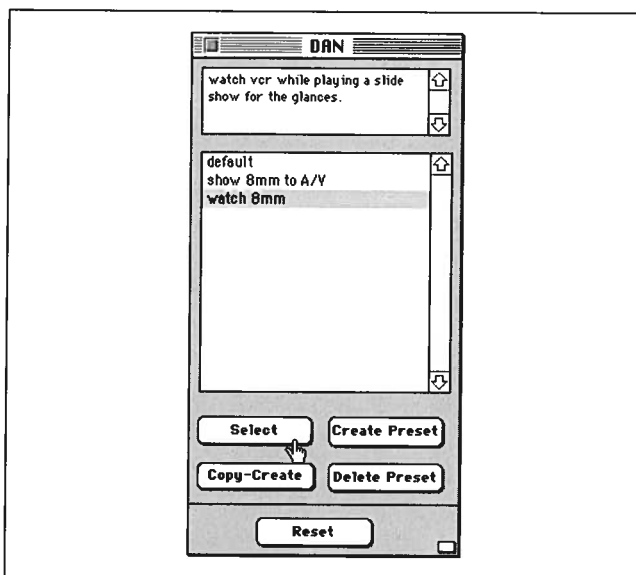 DAN
watch vcr while playing a slide
show for the glances.
default
show 8mm to A/V
watch 8mm
Select
Create Preset
Copy-Create
Delete Preset
Reset